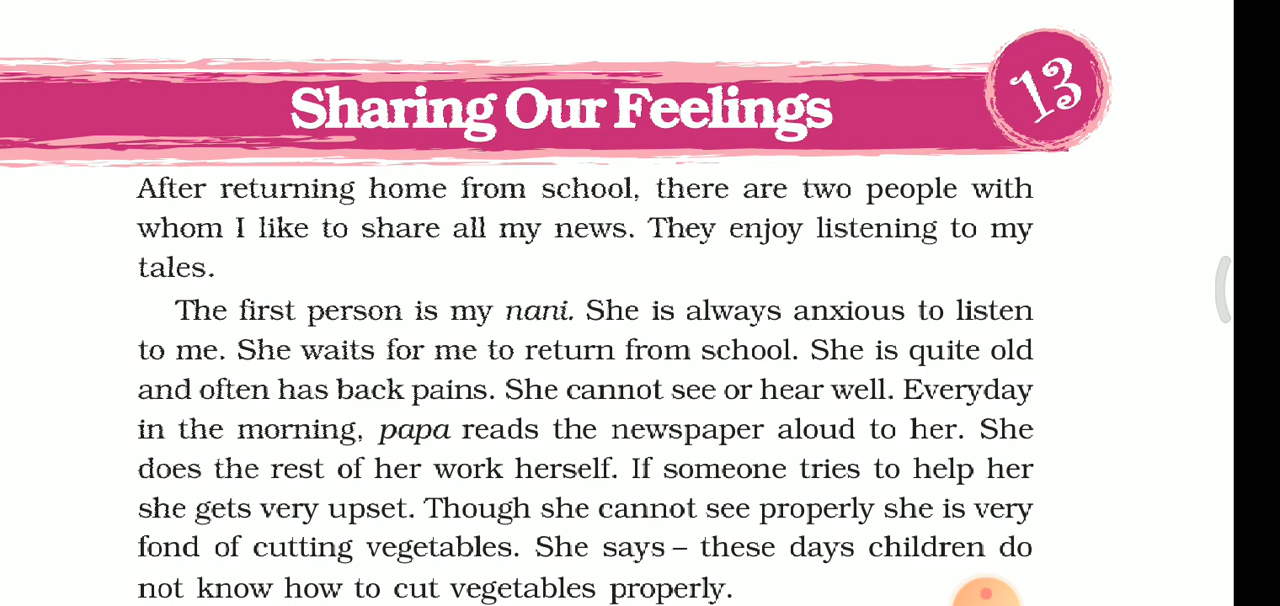 Sharing Our Feelings
13
After returning home from school, there are two people with
whom I like to share all my news. They enjoy listening to my
tales.
The first person is my nani. She is always anxious to listen
to me. She waits for me to return from school. She is quite old
and often has back pains. She cannot see or hear well. Everyday
in the morning, papa reads the newspaper aloud to her. She
does the rest of her work herself. If someone tries to help her
she gets very upset. Though she cannot see properly she is very
fond of cutting vegetables. She says – these days children do
not know how to cut vegetables properly.